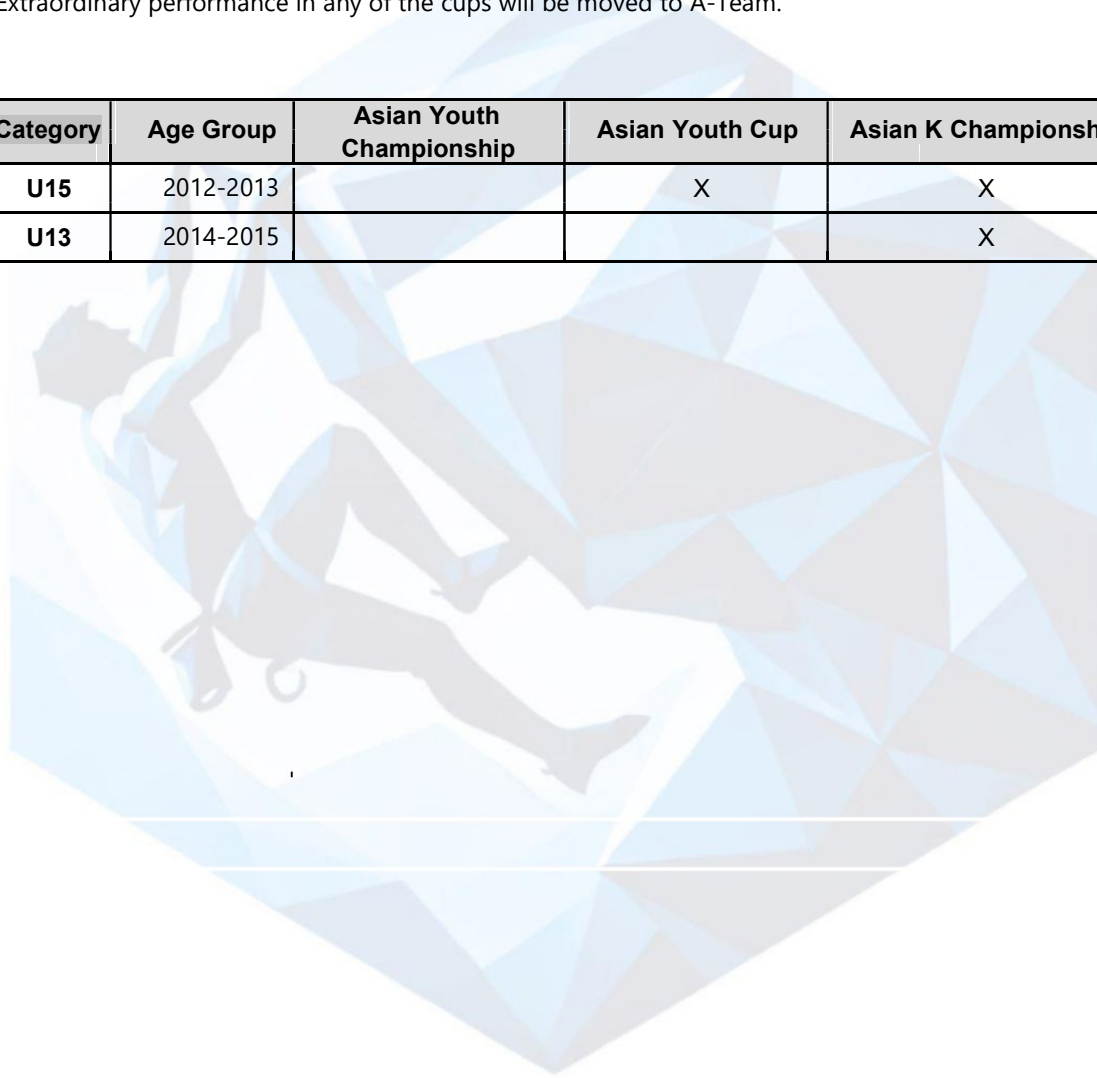 Extraordinary performance in any of the cups will be moved to A-Team.
Category Age Group Asian Youth Championship Asian Youth Cup Asian K Championsh
U15 2012-2013 X X
U13 2014-2015 X